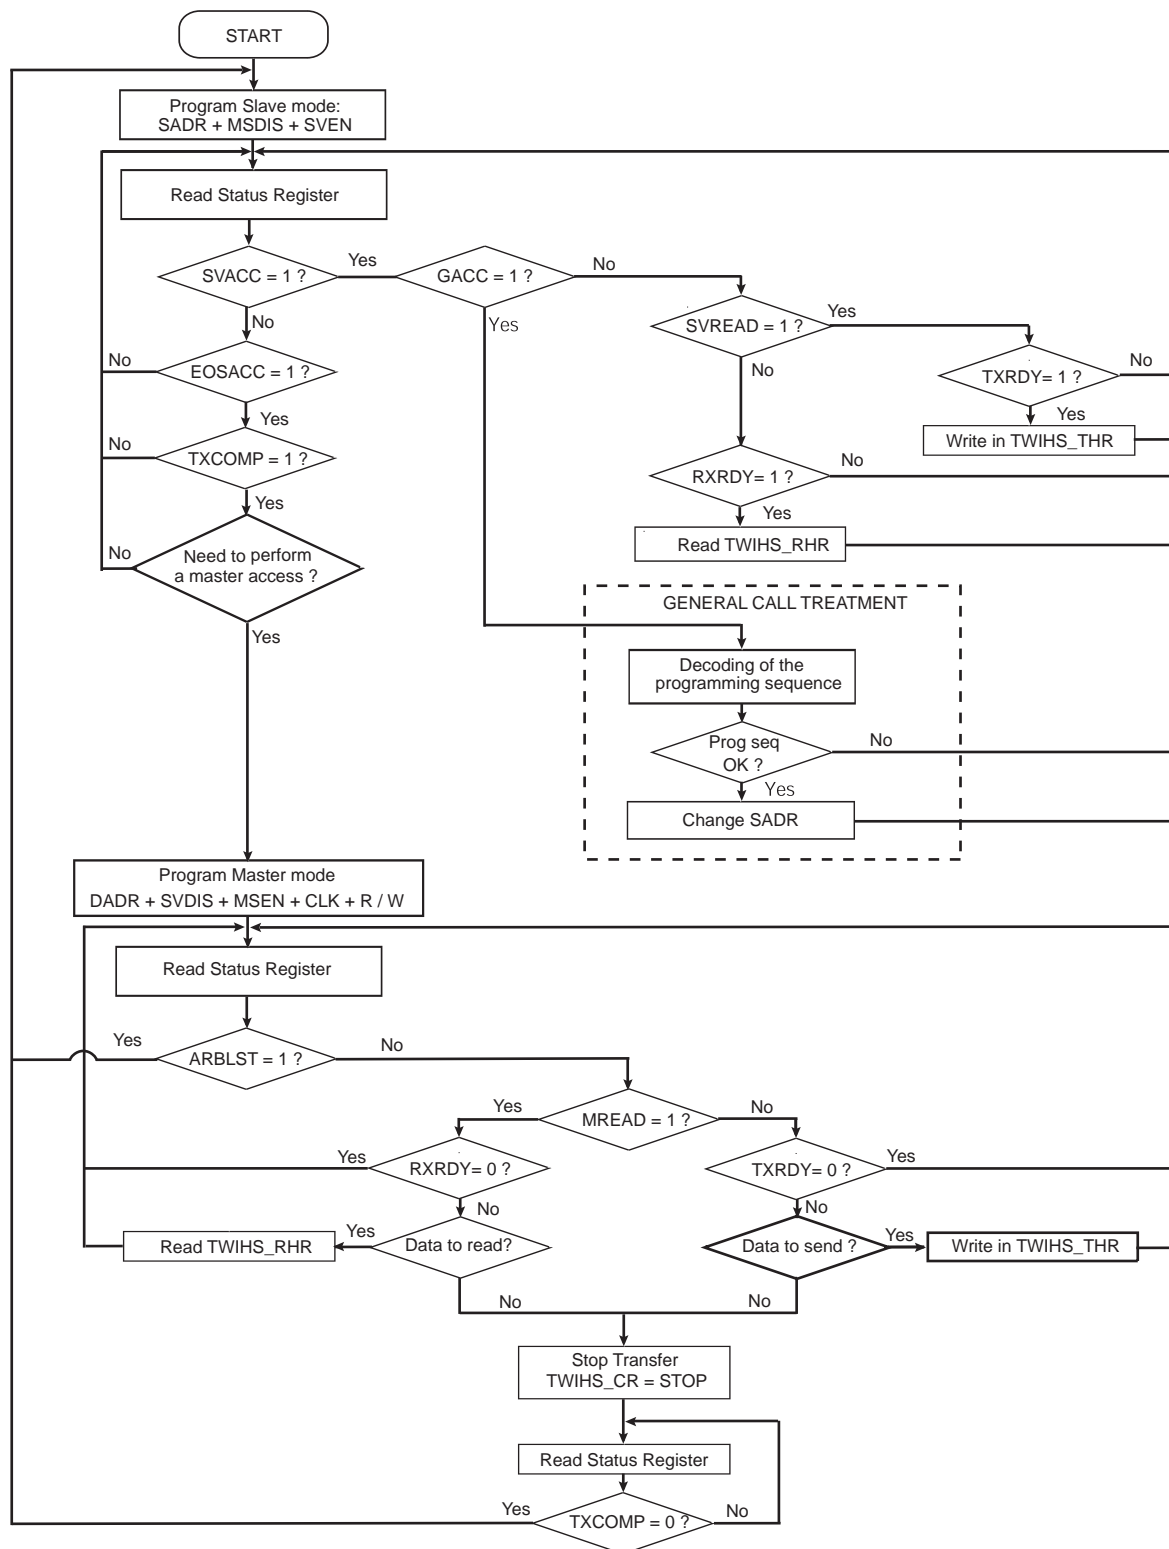 START
Program Slave mode:
SADR + MSDIS + SVEN
Read Status Register
SVACC = 1 ?
Yes
GACC = 1 ?
No
No
Yes
SVREAD = 1 ?
Yes
No
EOSACC = 1 ?
No
TXRDY= 1 ?
No
Yes
Yes
Write in TWIHS_THR
No
TXCOMP = 1 ?
RXRDY= 1 ?
No
Yes
Yes
Read TWIHS_RHR
No
Need to perform
a master access ?
Yes
GENERAL CALL TREATMENT
Decoding of the
programming sequence
Prog seq
OK ?
No
Yes
Change SADR
Program Master mode
DADR + SVDIS + MSEN + CLK + R / W
Read Status Register
Yes
ARBLST = 1 ?
No
Yes
MREAD = 1 ?
No
Yes
RXRDY= 0 ?
TXRDY= 0 ?
Yes
No
No
Read TWIHS_RHR
Yes
Data to read?
Data to send ?
Yes
Write in TWIHS_THR
No
No
Stop Transfer
TWIHS_CR = STOP
Read Status Register
Yes
TXCOMP = 0 ?
No